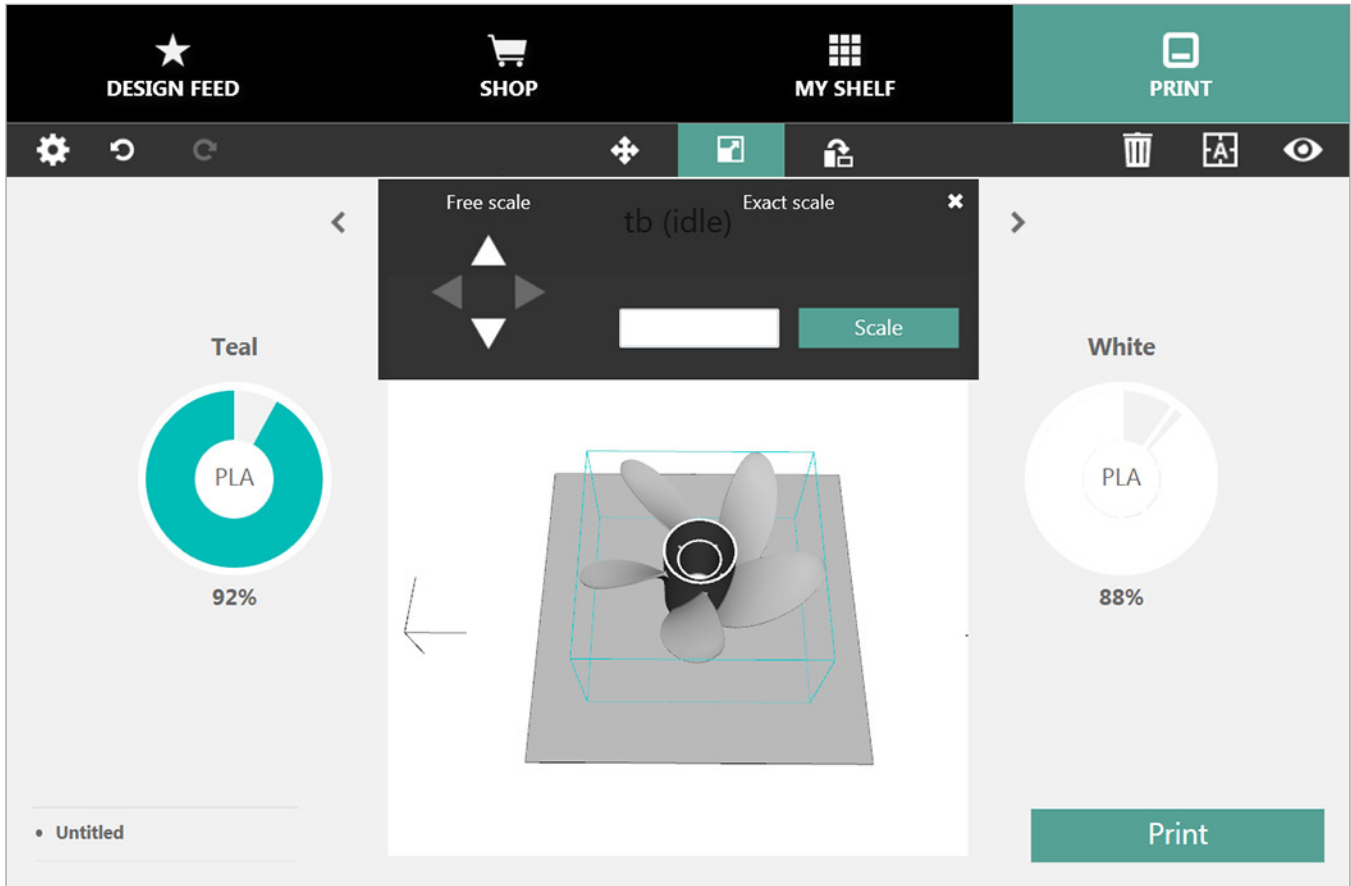 DESIGN FEED
SHOP
MY SHELF
PRINT
A
Free scale
Exact scale
tb (idle)
Scale
Teal
PLA
92%
White
PLA
88%
• Untitled
Print